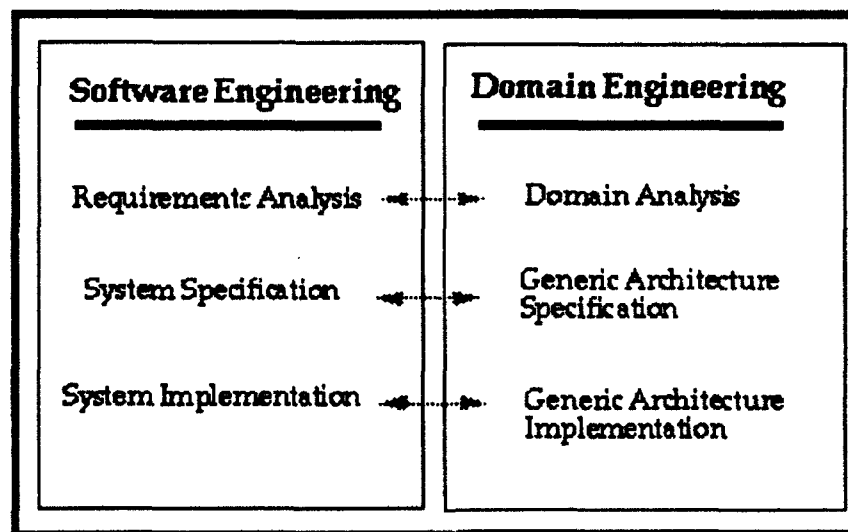 Software Engineering
Requirements Analysis
System Specification
System Implementation
Domain Engineering
Domain Analysis
Generic Architecture
Specification
Generic Architecture
Implementation